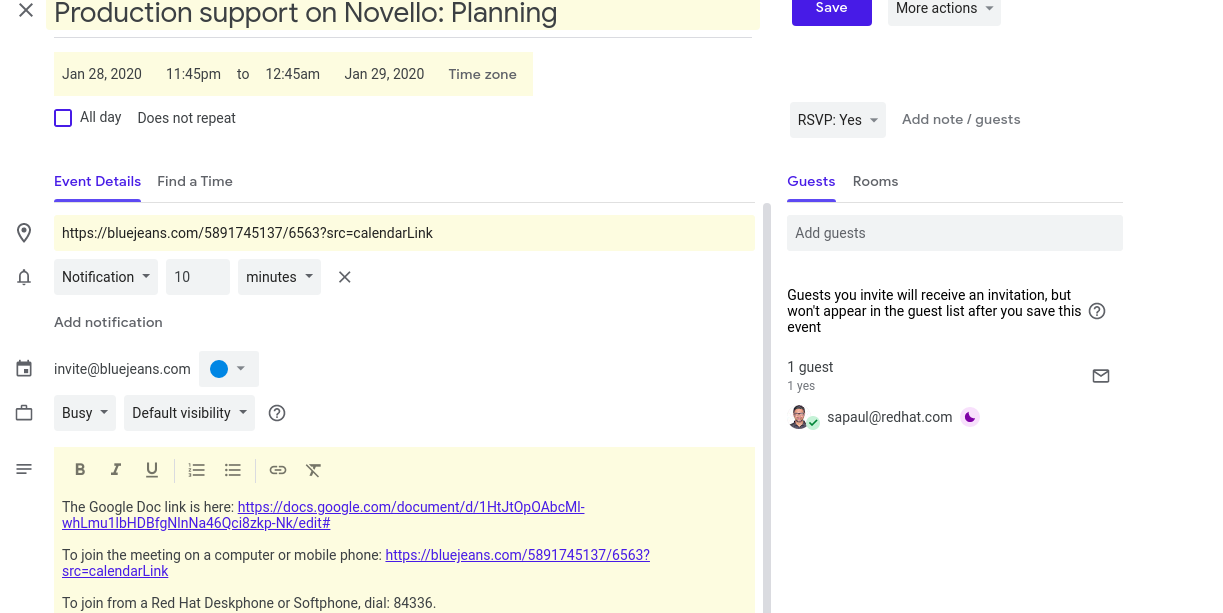 Production support on Novello: Planning
Save
More actions
Jan 28, 2020 11:45pm to 12:45am Jan 29, 2020 Time zone
All day Does not repeat
RSVP: Yes Add note / guests
Event Details Find a Time
Guests Rooms
https://bluejeans.com/5891745137/6563?src=calendarLink
Add guests
Notification 10 minutes
Guests you invite will receive an invitation, but
won't appear in the guest list after you save this
event
Add notification
invite@bluejeans.com
1 guest
1 yes
Busy Default visibility
sapaul@redhat.com
B I U
The Google Doc link is here: https://docs.google.com/document/d/1HtJtOpOAbcMl-
whLmu1IbHDBfgNlnNa46Qci8zkp-Nk/edit#
To join the meeting on a computer or mobile phone: https://bluejeans.com/5891745137/6563?
src=calendarLink
To join from a Red Hat Deskphone or Softphone, dial: 84336.